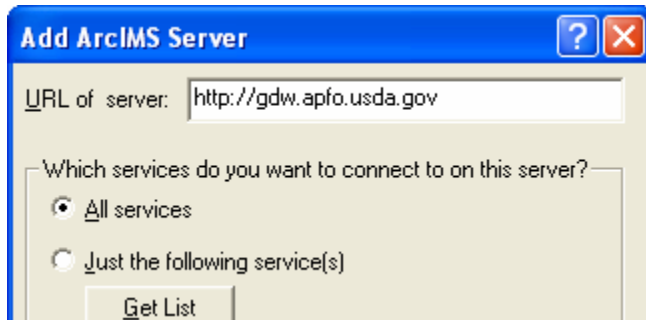 Add ArcIMS Server
URL of server: http://gdw.apfo.usda.gov
Which services do you want to connect to on this server?
All services
Just the following service(s)
Get List